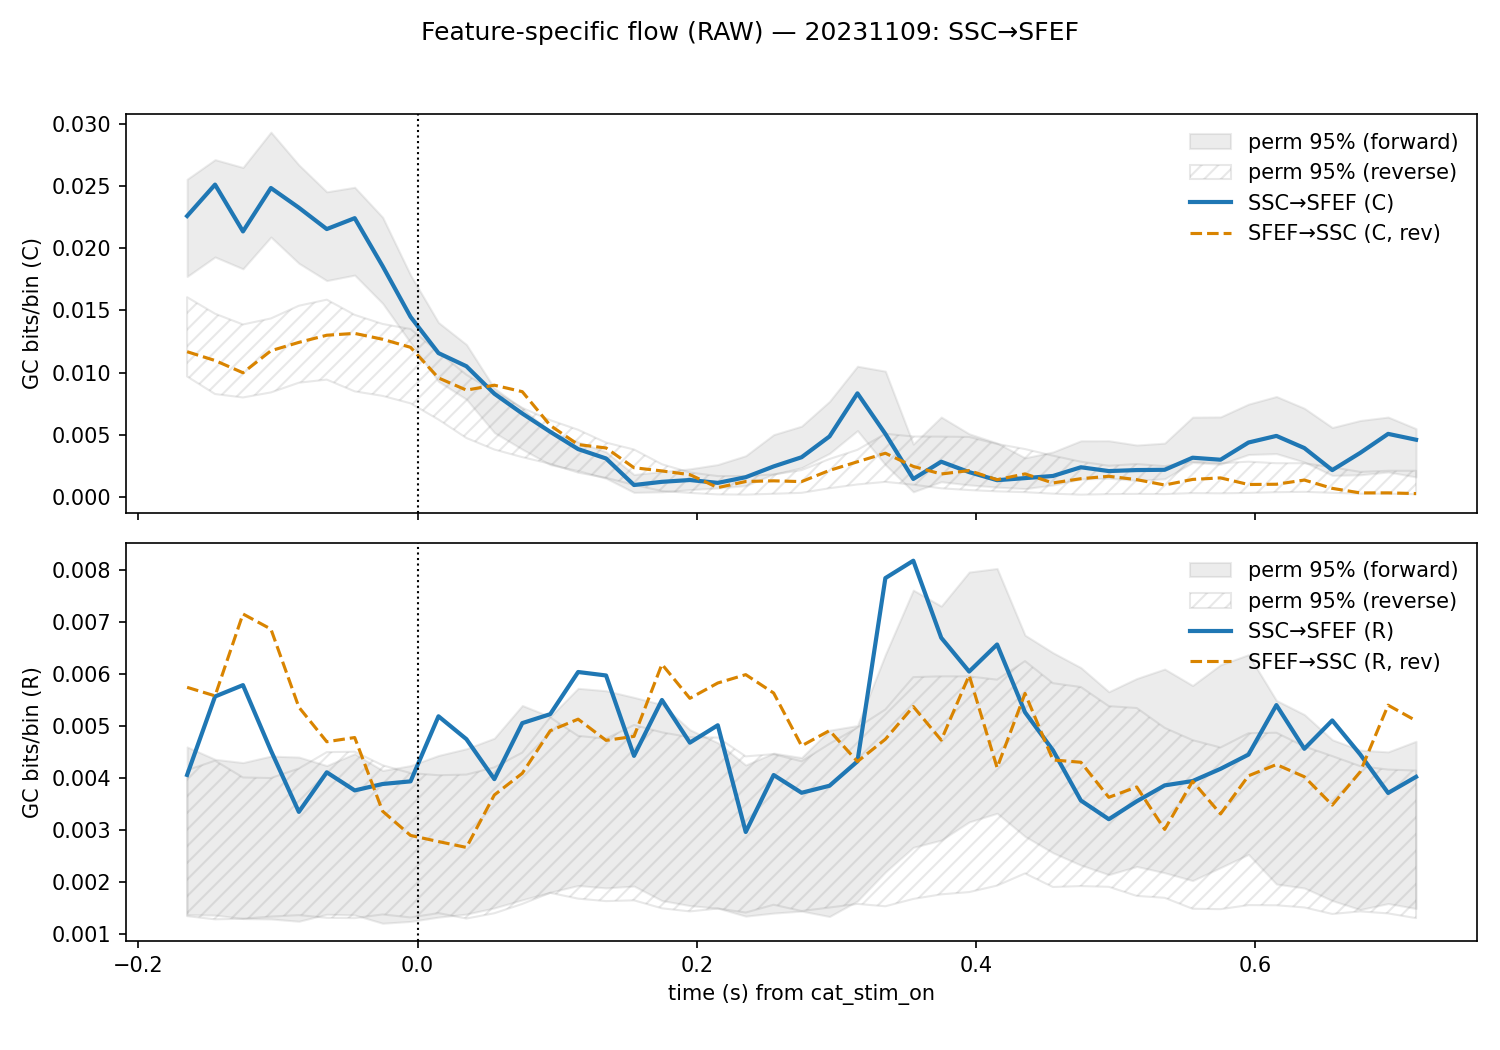 Feature-specific flow (RAW) — 20231109: SSC→SFEF
GC bits/bin (C)
0.030
0.025
0.020
0.015
0.010
0.005
0.000
perm 95% (forward)
perm 95% (reverse)
SSC→SFEF (C)
SFEF→SSC (C, rev)
GC bits/bin (R)
0.008
0.007
0.006
0.005
0.004
0.003
0.002
0.001
perm 95% (forward)
perm 95% (reverse)
SSC→SFEF (R)
SFEF→SSC (R, rev)
−0.2 0.0 0.2 0.4 0.6
time (s) from cat_stim_on